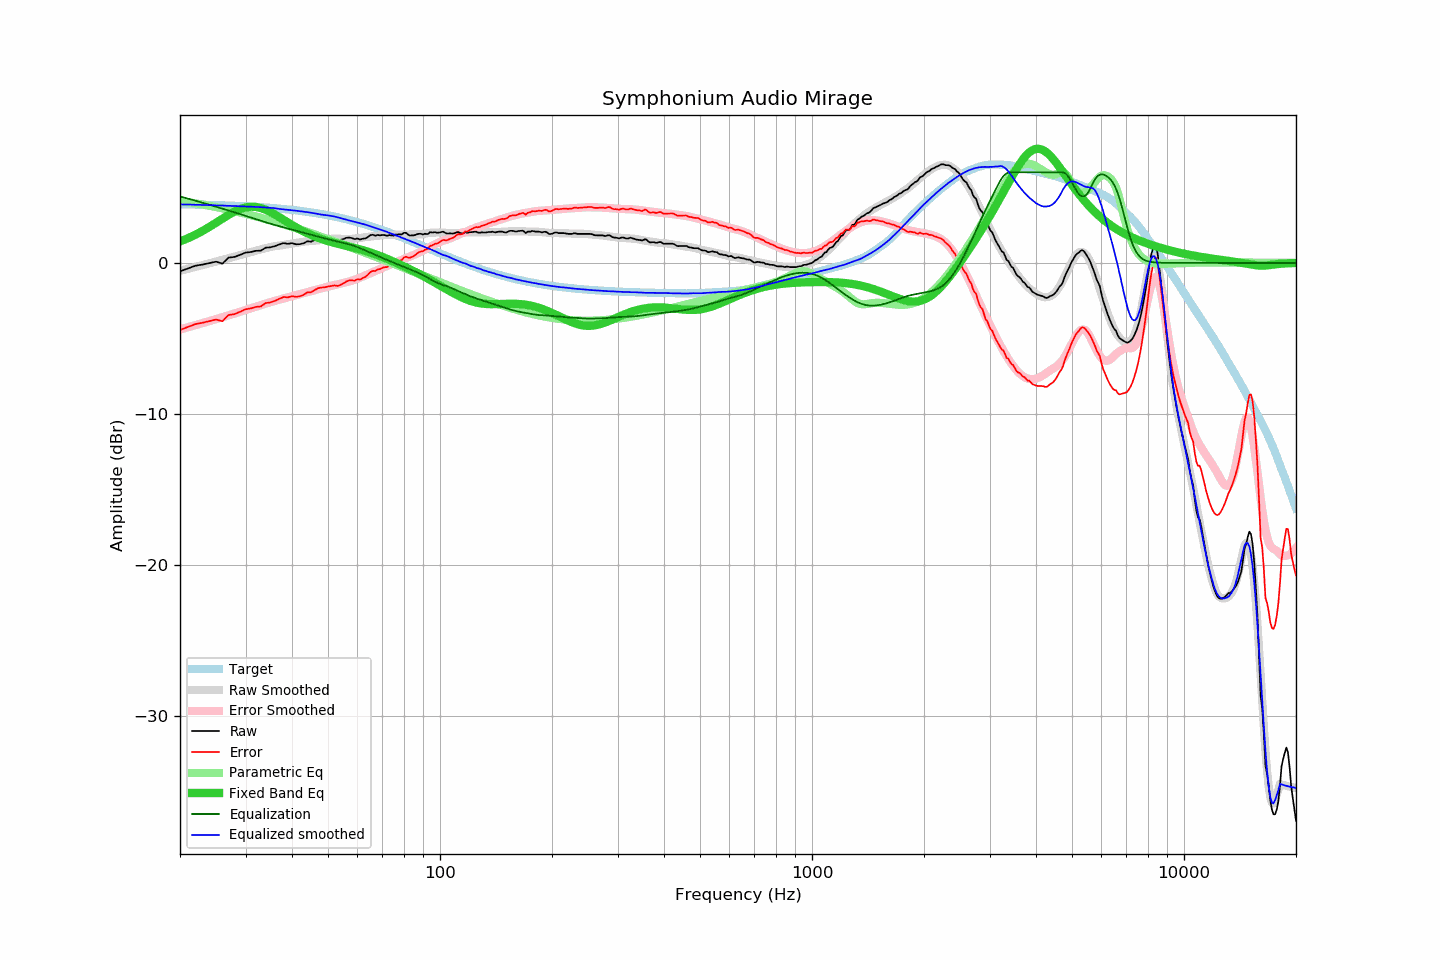 Symphonium Audio Mirage
Amplitude (dBr)
0
−10
−20
−30
Target
Raw Smoothed
Error Smoothed
Raw
Error
Parametric Eq
Fixed Band Eq
Equalization
Equalized smoothed
100
1000
10000
Frequency (Hz)